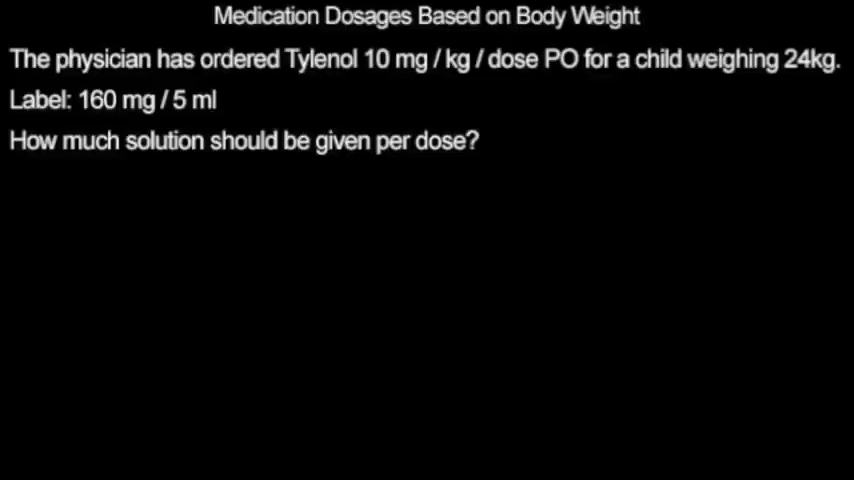 Medication Dosages Based on Body Weight
The physician has ordered Tylenol 10 mg / kg / dose PO for a child weighing 24kg.
Label: 160 mg / 5 ml
How much solution should be given per dose?